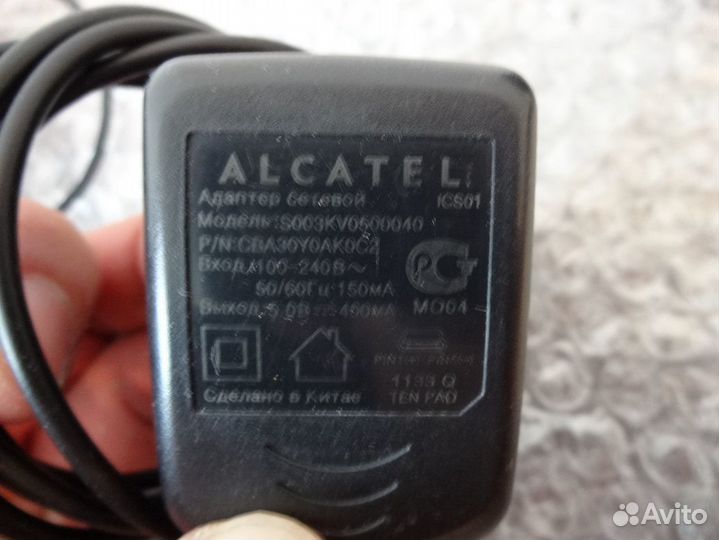 ALCATEL
Адаптер сетевой ICS01
Модель:S003KV0500040
P/N:CBA30Y0AK0C2
Вход:100-240В~
50/60Гц 150мА
Выход:5.0В 400мА
РСТ
МО04
1133 Q
Сделано в Китае TEN PAO
Avito